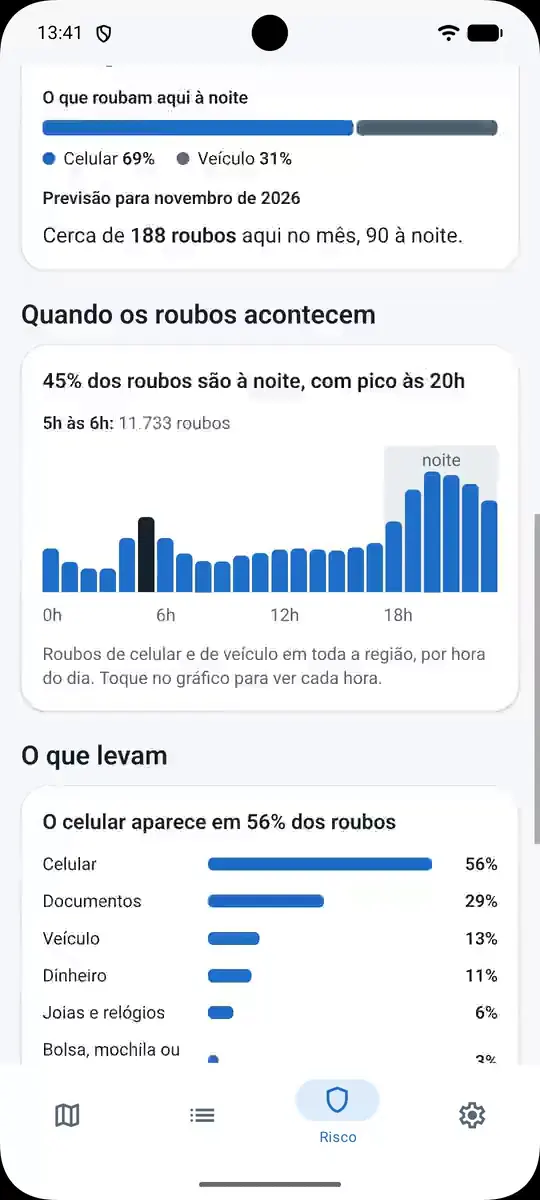 13:41
O que roubam aqui à noite
Celular 69% Veículo 31%
Previsão para novembro de 2026
Cerca de 188 roubos aqui no mês, 90 à noite.
Quando os roubos acontecem
45% dos roubos são à noite, com pico às 20h
5h às 6h: 11.733 roubos
noite
0h 6h 12h 18h
Roubos de celular e de veículo em toda a região, por hora
do dia. Toque no gráfico para ver cada hora.
O que levam
O celular aparece em 56% dos roubos
Celular 56%
Documentos 29%
Veículo 13%
Dinheiro 11%
Joias e relógios 6%
Bolsa, mochila ou
3%
Risco